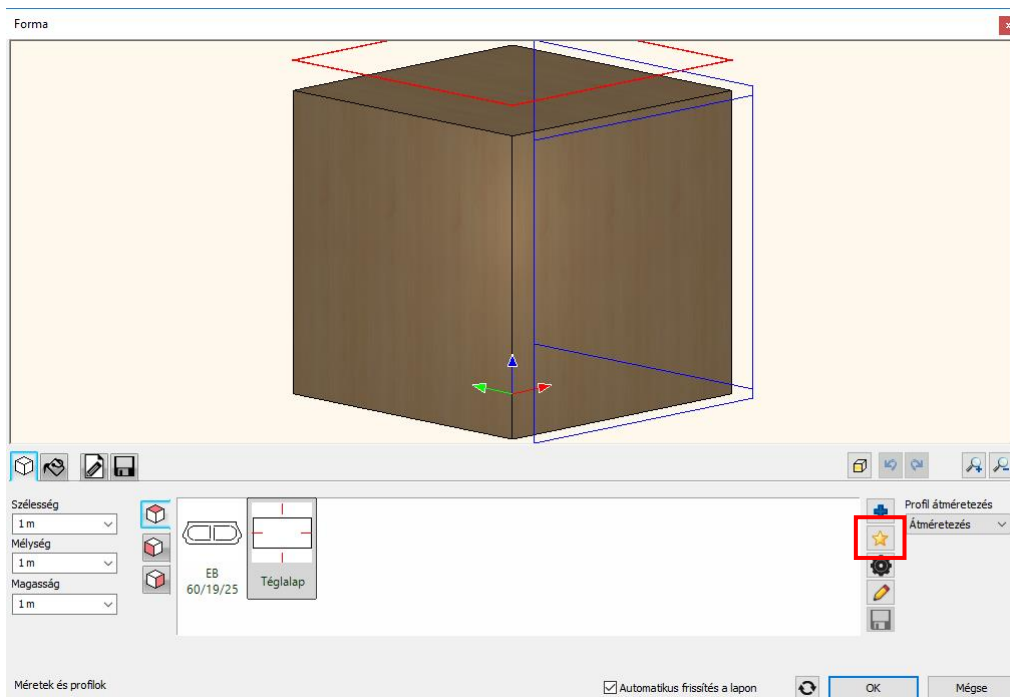 Forma
Szélesség
1 m
Mélység
1 m
Magasság
1 m
EB
60/19/25
Téglalap
Profil átméretezés
Átméretezés
Méretek és profilok
Automatikus frissítés a lapon
OK
Mégse